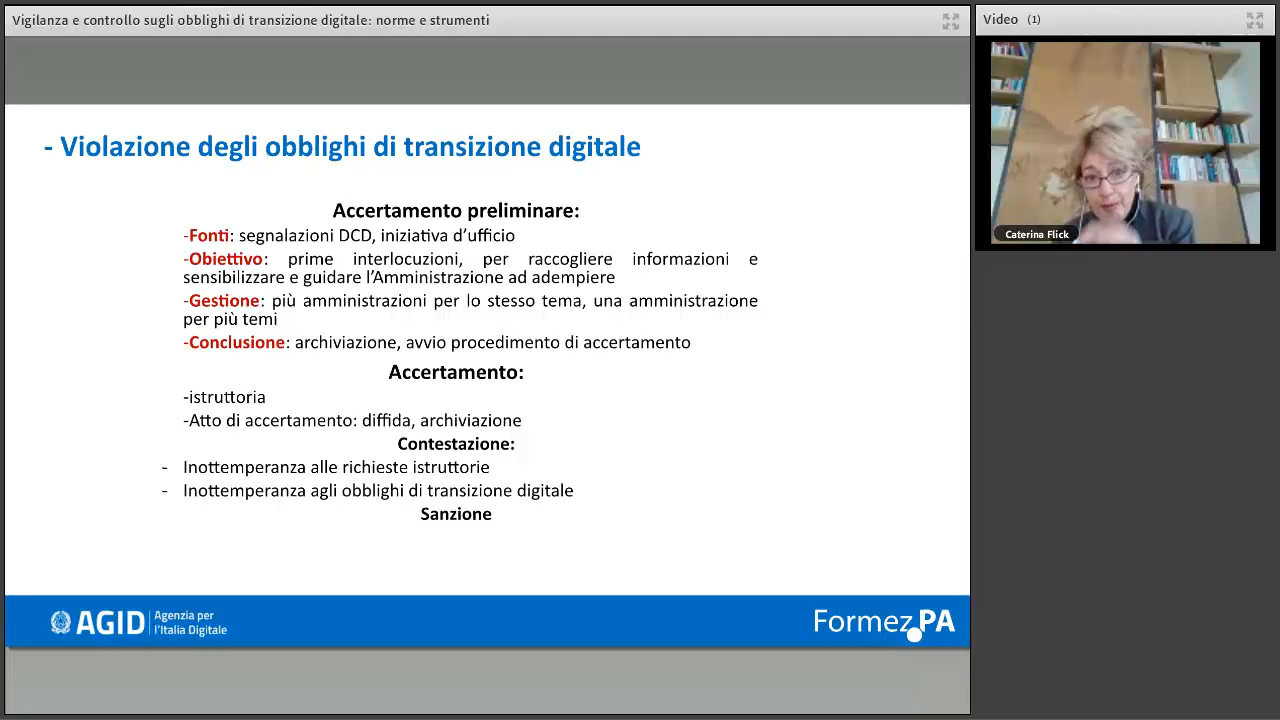 Vigilanza e controllo sugli obblighi di transizione digitale: norme e strumenti
Video (1)
- Violazione degli obblighi di transizione digitale
Accertamento preliminare:
-Fonti: segnalazioni DCD, iniziativa d’ufficio
-Obiettivo: prime interlocuzioni, per raccogliere informazioni e
sensibilizzare e guidare l’Amministrazione ad adempiere
-Gestione: più amministrazioni per lo stesso tema, una amministrazione
per più temi
-Conclusione: archiviazione, avvio procedimento di accertamento
Accertamento:
-istruttoria
-Atto di accertamento: diffida, archiviazione
Contestazione:
- Inottemperanza alle richieste istruttorie
- Inottemperanza agli obblighi di transizione digitale
Sanzione
Caterina Flick
AGID Agenzia per
l’Italia Digitale
Formez.PA